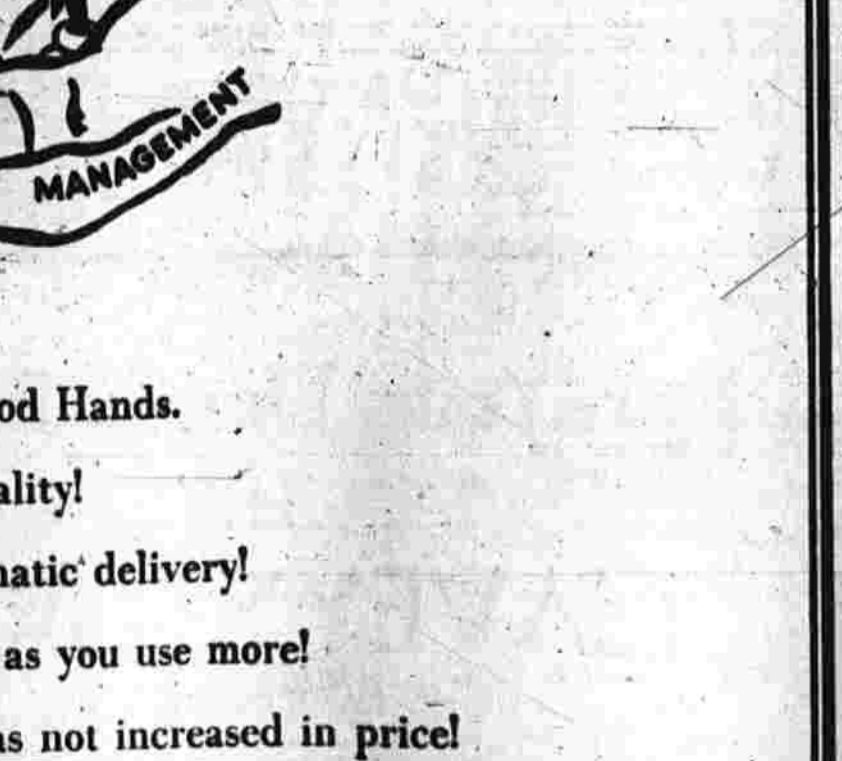 MANAGEMENT
od Hands.
ality!
natic delivery!
as you use more!
as not increased in price!